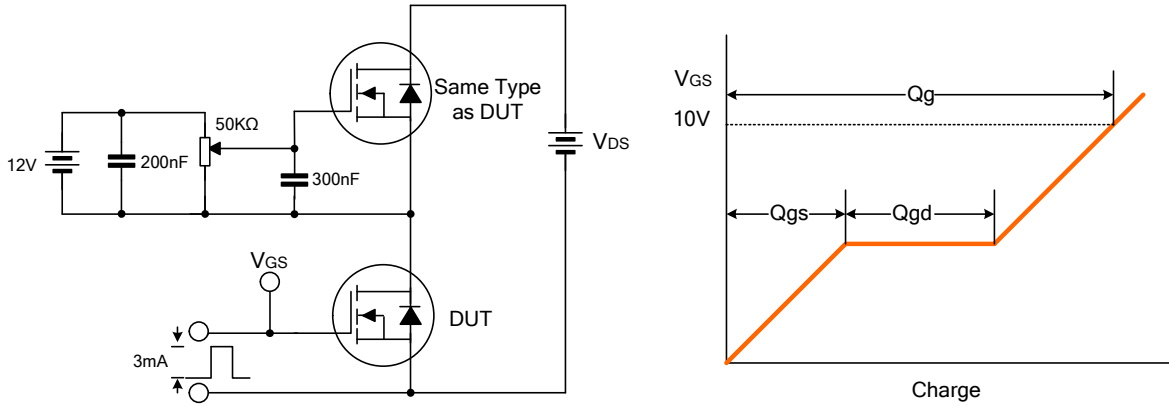 Same Type
as DUT
50KΩ
12V
200nF
300nF
VDS
VGS
DUT
3mA
VGS
Qg
10V
Qgs
Qgd
Charge